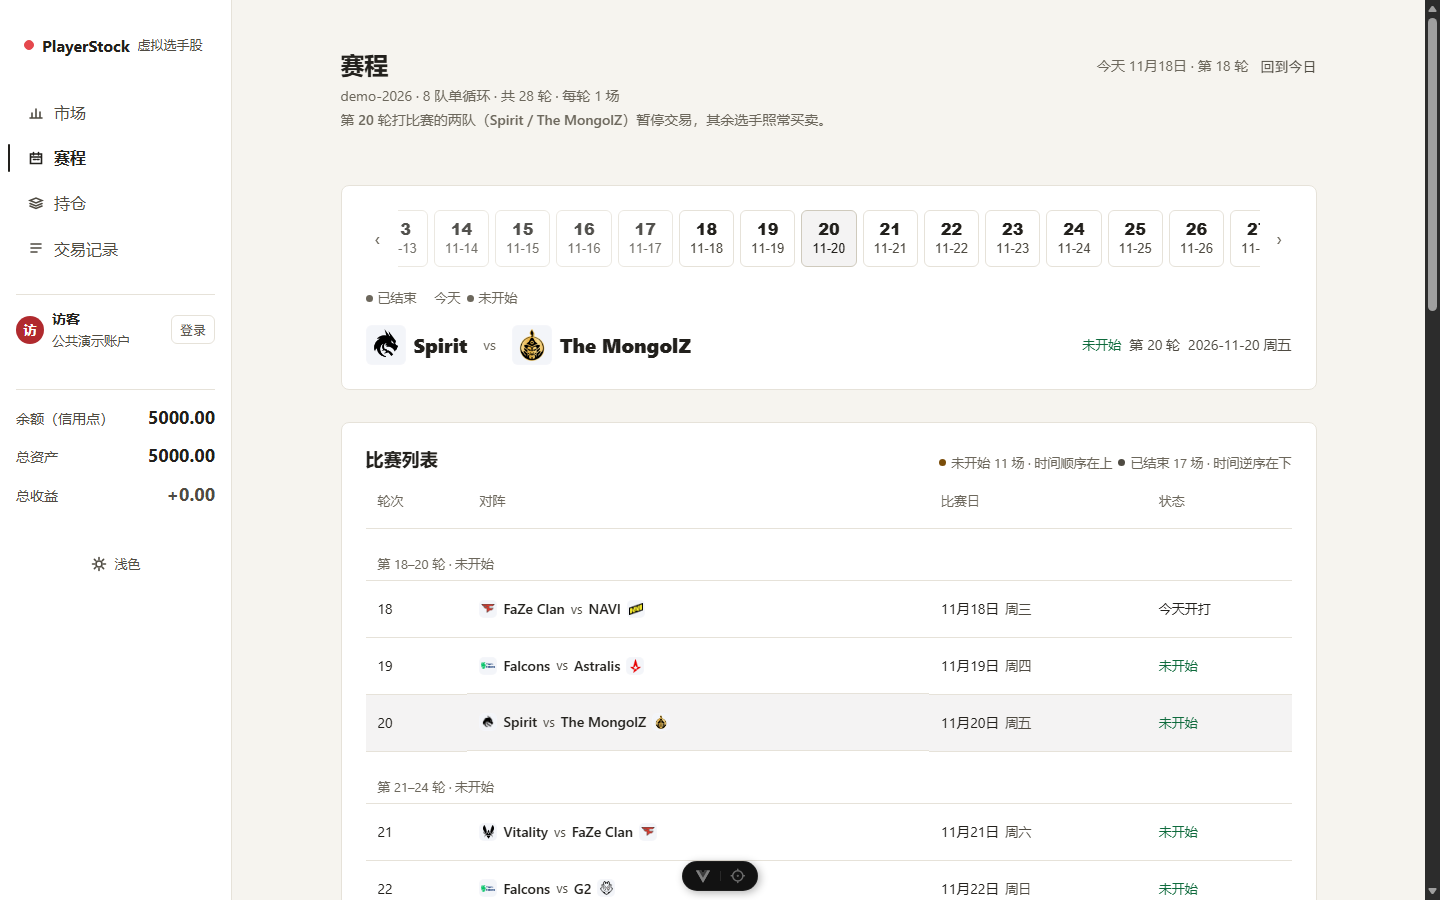 PlayerStock 虚拟选手股
市场
赛程
持仓
交易记录
访 访客 登录
公共演示账户
余额（信用点） 5000.00
总资产 5000.00
总收益 +0.00
浅色
赛程
今天 11月18日 · 第 18 轮 回到今日
demo-2026 · 8 队单循环 · 共 28 轮 · 每轮 1 场
第 20 轮打比赛的两队（Spirit / The MongolZ）暂停交易，其余选手照常买卖。
‹ 3 14 15 16 17 18 19 20 21 22 23 24 25 26 2 ›
-13 11-14 11-15 11-16 11-17 11-18 11-19 11-20 11-21 11-22 11-23 11-24 11-25 11-26 11-
已结束 今天 未开始
Spirit vs The MongolZ 未开始 第 20 轮 2026-11-20 周五
比赛列表 未开始 11 场 · 时间顺序在上 已结束 17 场 · 时间逆序在下
轮次 对阵 比赛日 状态
第 18–20 轮 · 未开始
18 FaZe Clan vs NAVI 11月18日 周三 今天开打
19 Falcons vs Astralis 11月19日 周四 未开始
20 Spirit vs The MongolZ 11月20日 周五 未开始
第 21–24 轮 · 未开始
21 Vitality vs FaZe Clan 11月21日 周六 未开始
22 Falcons vs G2 11月22日 周日 未开始